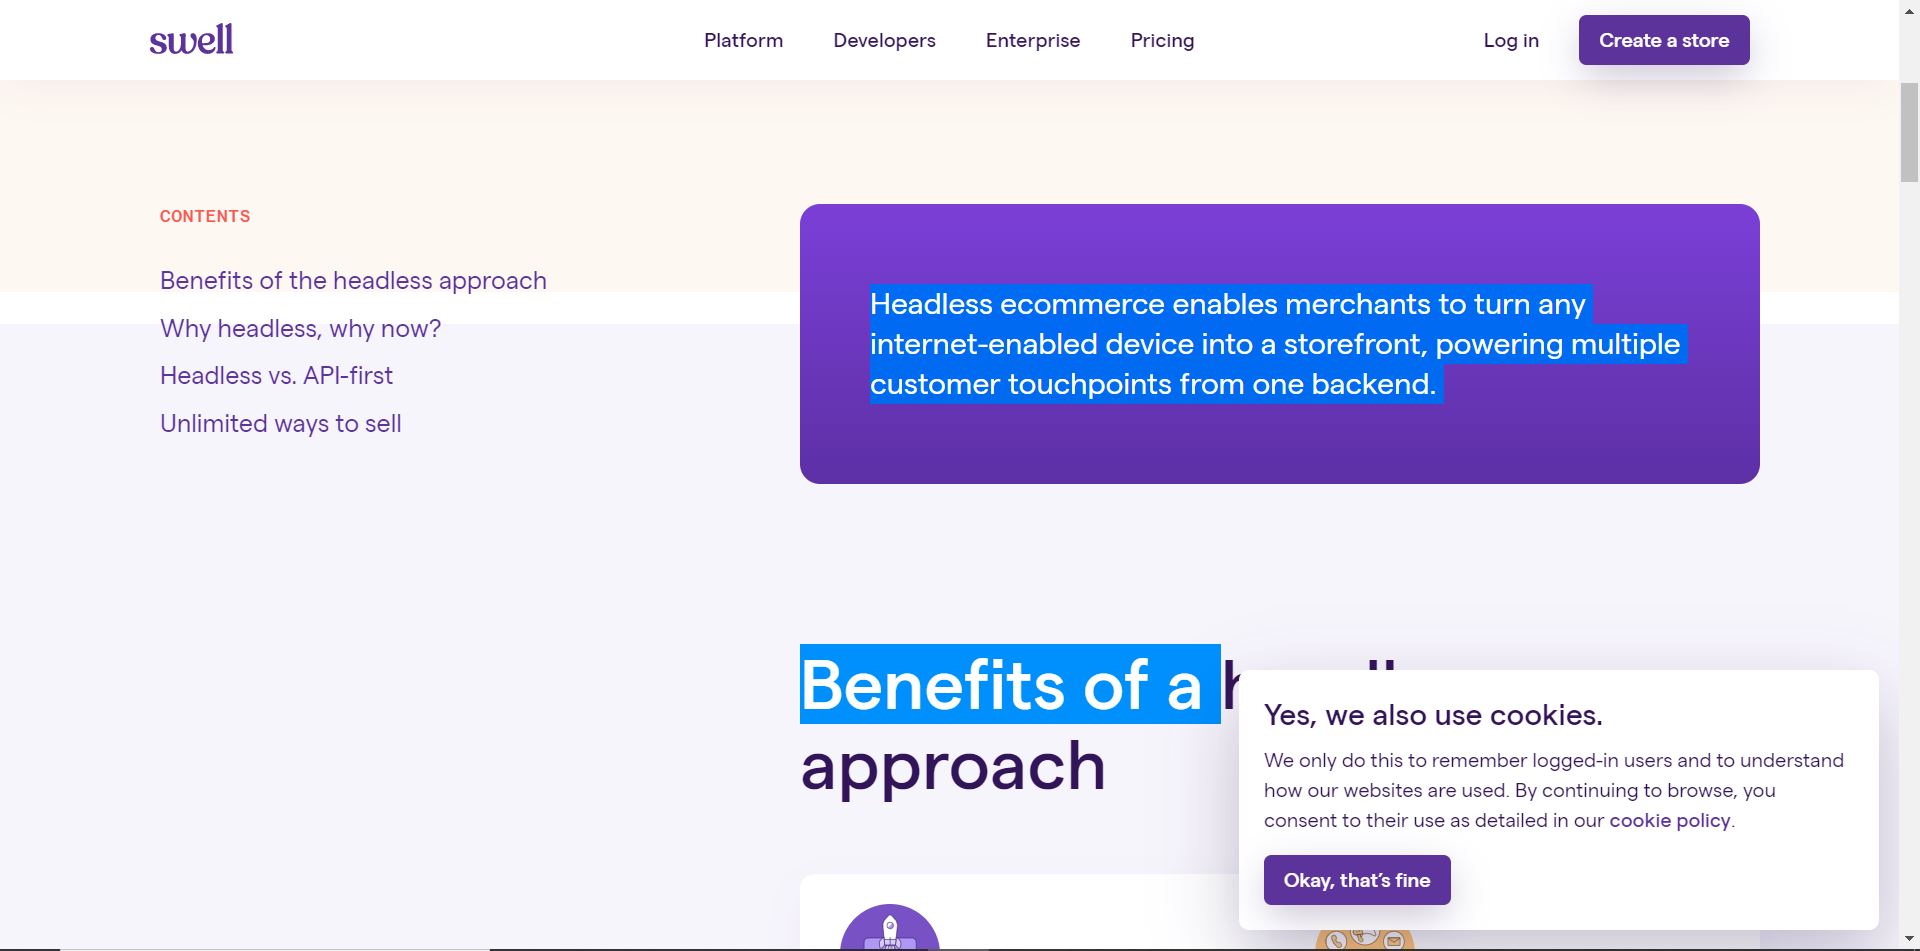 swell
Platform
Developers
Enterprise
Pricing
Log in
Create a store
CONTENTS
Benefits of the headless approach
Why headless, why now?
Headless vs. API-first
Unlimited ways to sell
Headless ecommerce enables merchants to turn any
internet-enabled device into a storefront, powering multiple
customer touchpoints from one backend.
Benefits of a
approach
Yes, we also use cookies.
We only do this to remember logged-in users and to understand
how our websites are used. By continuing to browse, you
consent to their use as detailed in our cookie policy.
Okay, that's fine